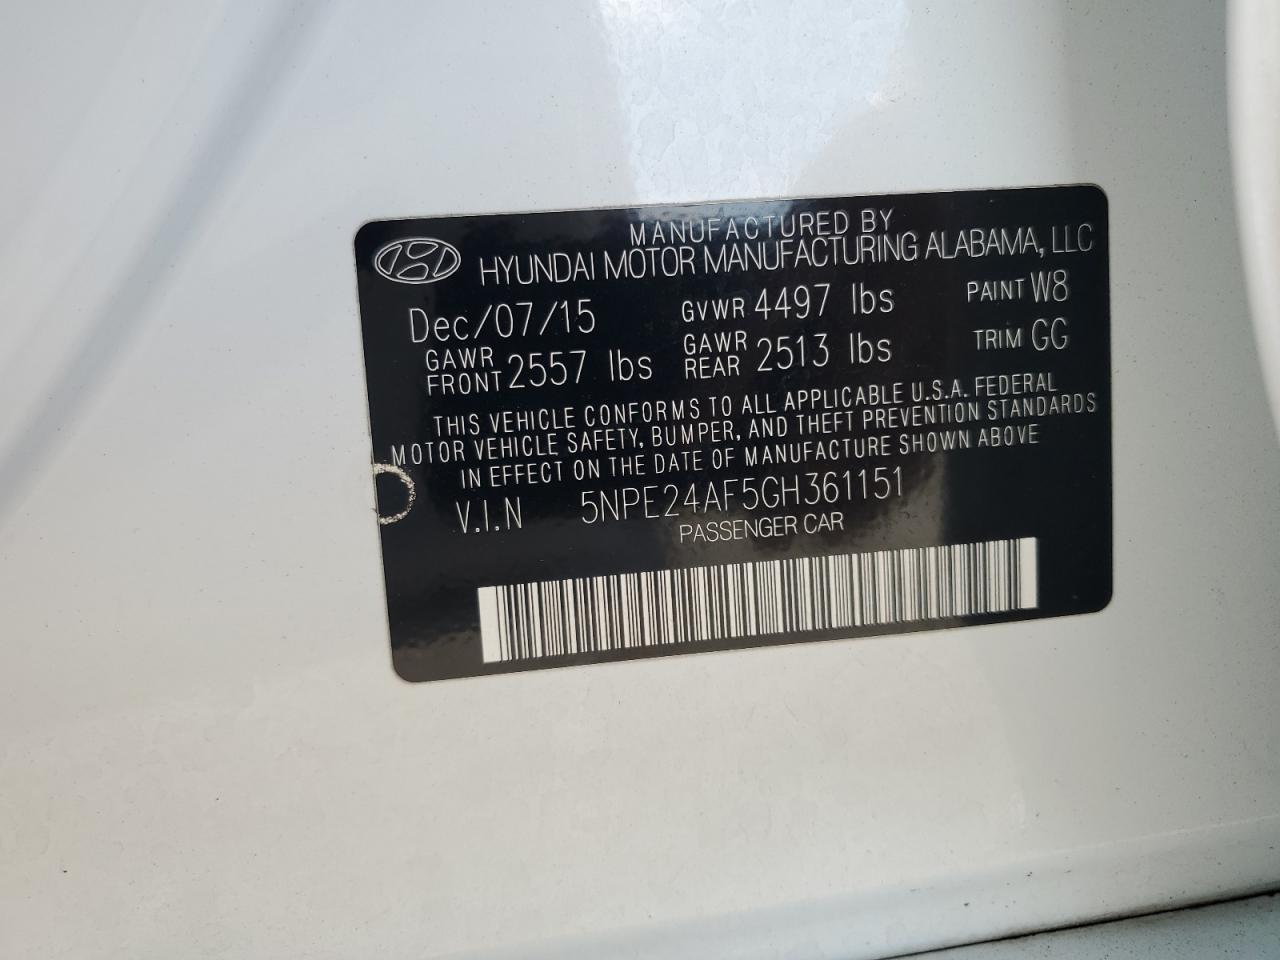 MANUFACTURED BY
HYUNDAI MOTOR MANUFACTURING ALABAMA, LLC
Dec/07/15 GVWR 4497 lbs PAINT W8
GAWR FRONT 2557 lbs GAWR REAR 2513 lbs TRIM GG
THIS VEHICLE CONFORMS TO ALL APPLICABLE U.S.A. FEDERAL
MOTOR VEHICLE SAFETY, BUMPER, AND THEFT PREVENTION STANDARDS
IN EFFECT ON THE DATE OF MANUFACTURE SHOWN ABOVE
V.I.N 5NPE24AF5GH361151
PASSENGER CAR